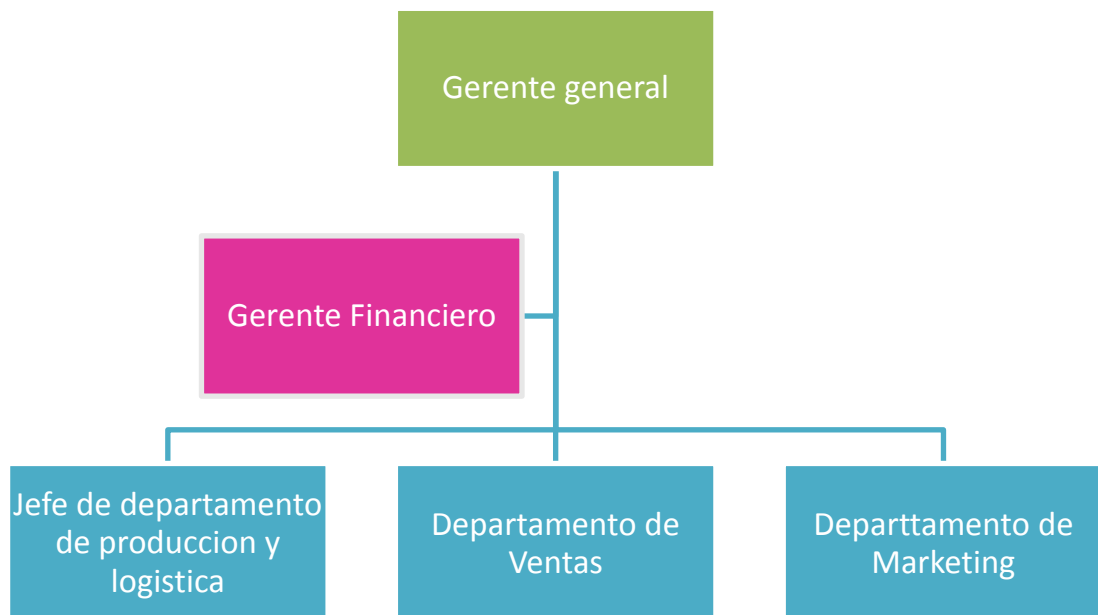 Gerente general
Gerente Financiero
Jefe de departamento
de produccion y
logistica
Departamento de
Ventas
Departtamento de
Marketing